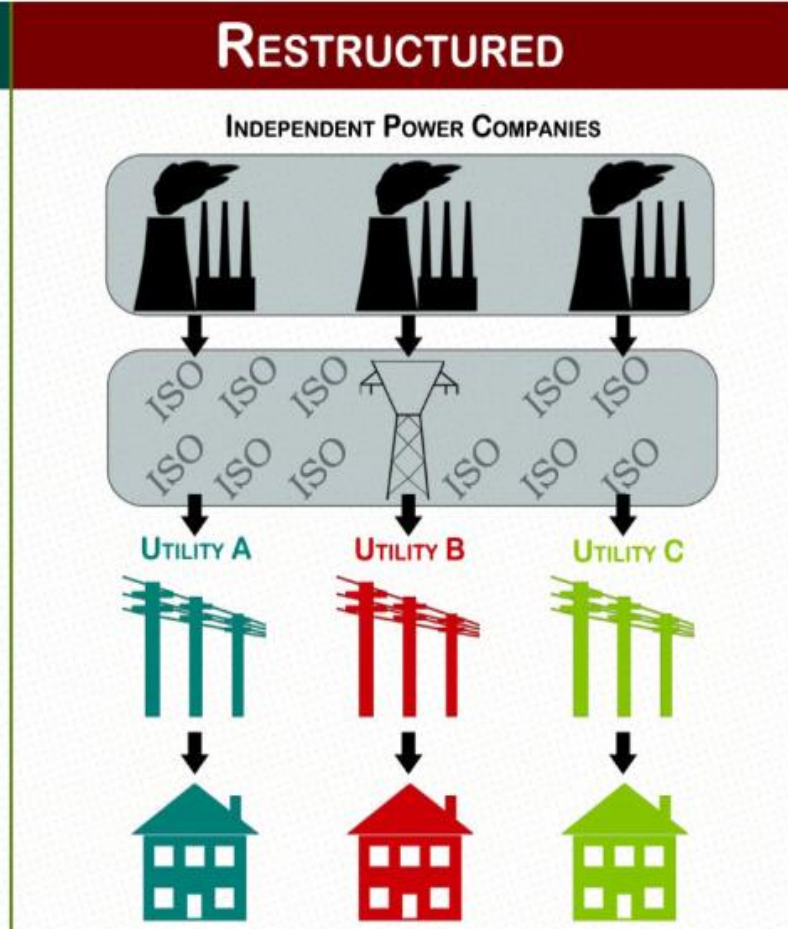 RESTRUCTURED
INDEPENDENT POWER COMPANIES
ISO ISO ISO ISO ISO
ISO ISO ISO ISO ISO ISO
UTILITY A UTILITY B UTILITY C